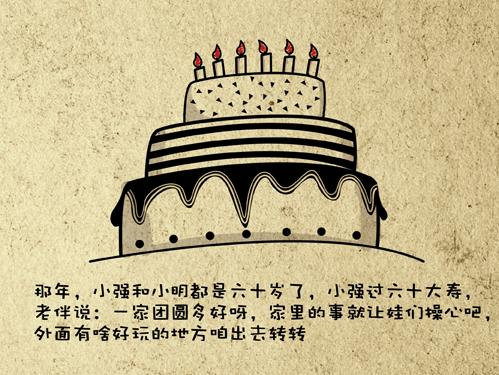 那年，小强和小明都是六十岁了，小强过六十大寿，
老伴说：一家团圆多好呀，家里的事就让娃们操心吧，
外面有啥好玩的地方咱出去转转